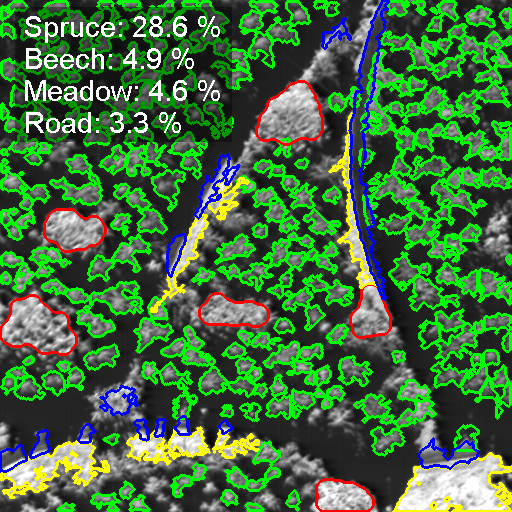 Spruce: 28.6 %
Beech: 4.9 %
Meadow: 4.6 %
Road: 3.3 %